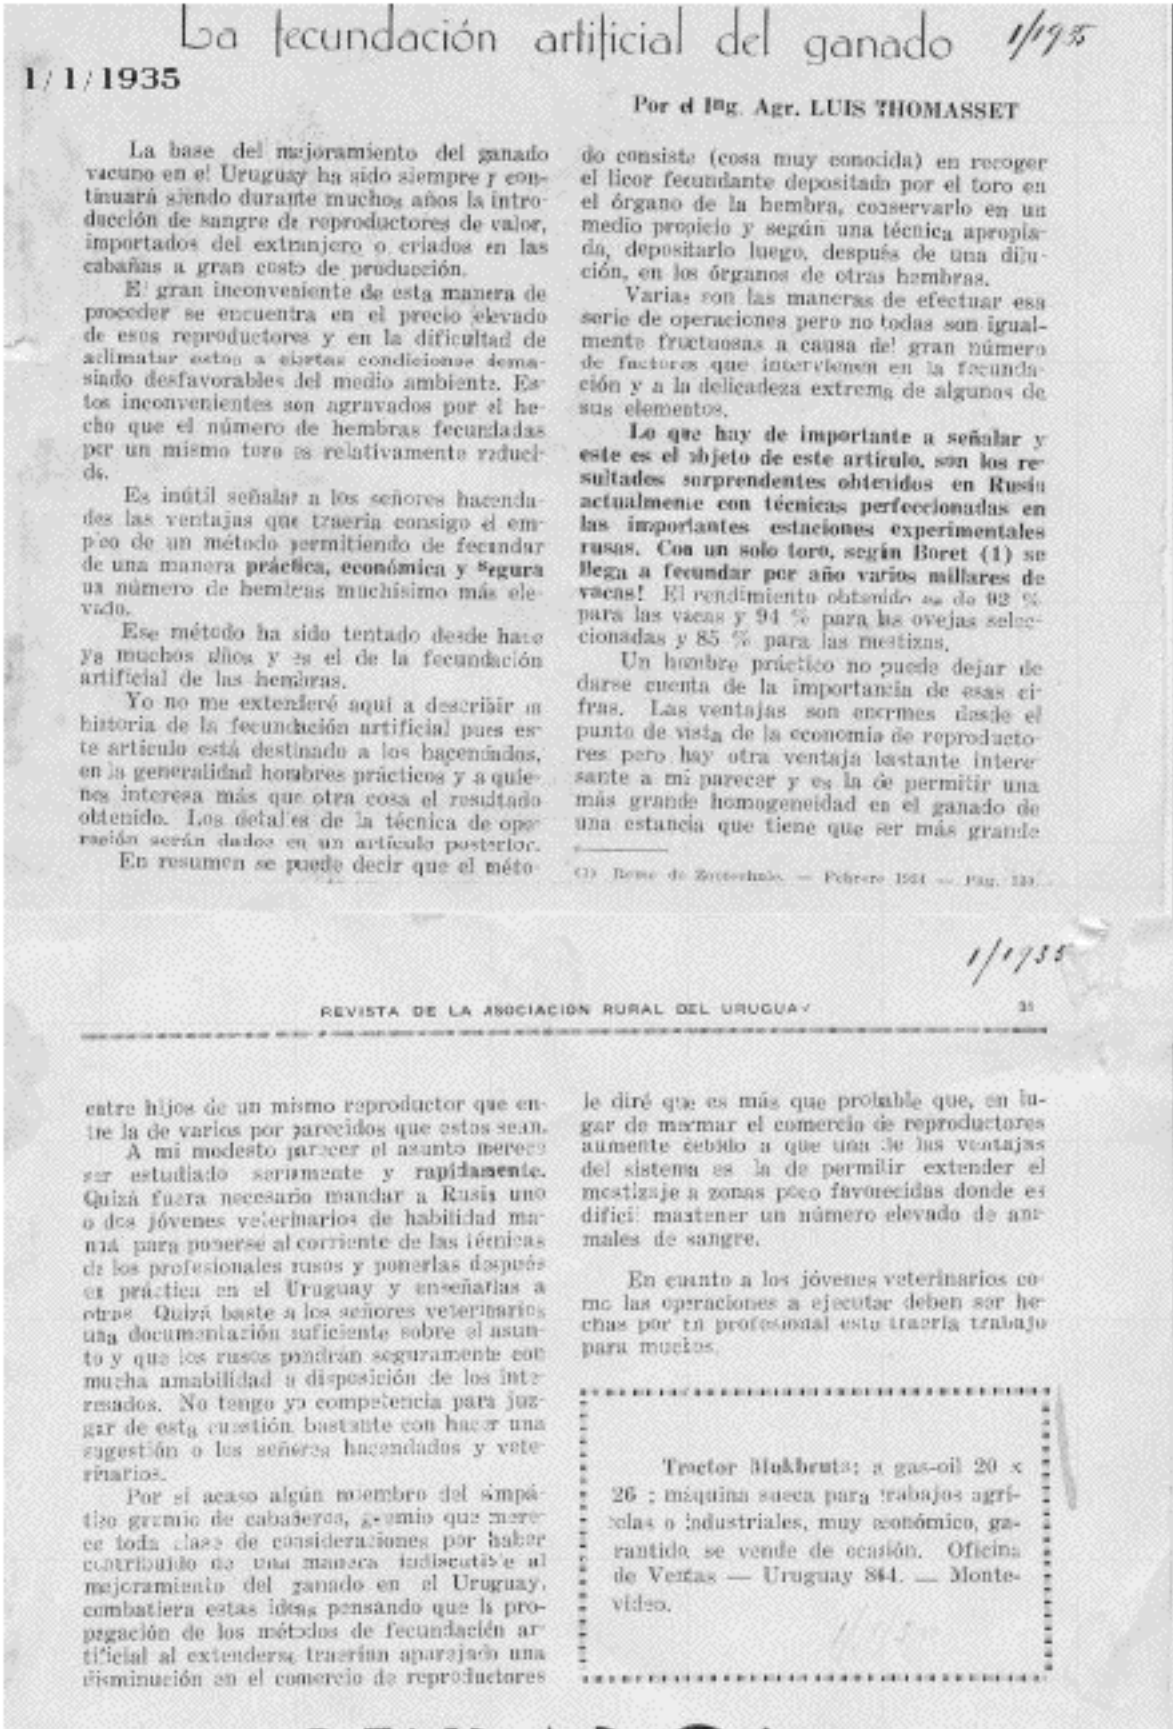 La fecundación artificial del ganado
1/1935
1/1/1935
Por el Ing. Agr. LUIS THOMASSET
La base del mejoramiento del ganado
vacuno en el Uruguay ha sido siempre y con-
tinuará siendo durante muchos años la intro-
ducción de sangre de reproductores de valor,
importados del extranjero o criados en las
cabañas a gran costo de producción.
El gran inconveniente de esta manera de
proceder se encuentra en el precio elevado
de esos reproductores y en la dificultad de
aclimatar estos a ciertas condiciones dema-
siado desfavorables del medio ambiente. Es-
tos inconvenientes son agravados por el he-
cho que el número de hembras fecundadas
por un mismo toro es relativamente reduci-
do.
Es inútil señalar a los señores hacenda-
dos las ventajas que traería consigo el em-
pleo de un método permitiendo de fecundar
de una manera práctica, económica y segura
un número de hembras muchísimo más ele-
vado.
Ese método ha sido tentado desde hace
ya muchos años y es el de la fecundación
artificial de las hembras.
Yo no me extenderé aquí a describir la
historia de la fecundación artificial pues es-
te artículo está destinado a los hacendados,
en la generalidad hombres prácticos y a quie-
nes interesa más que otra cosa el resultado
obtenido. Los detalles de la técnica de ope-
ración serán dados en un artículo posterior.
En resumen se puede decir que el méto-
do consiste (cosa muy conocida) en recoger
el licor fecundante depositado por el toro en
el órgano de la hembra, conservarlo en un
medio propicio y según una técnica apropia-
da, depositarlo luego, después de una dilu-
ción, en los órganos de otras hembras.
Varias son las maneras de efectuar esa
serie de operaciones pero no todas son igual-
mente fructuosas a causa del gran número
de factores que intervienen en la fecunda-
ción y a la delicadeza extrema de algunos de
sus elementos.
Lo que hay de importante a señalar y
este es el objeto de este artículo, son los re-
sultados sorprendentes obtenidos en Rusia
actualmente con técnicas perfeccionadas en
las importantes estaciones experimentales
rusas. Con un solo toro, según Boret (1) se
llega a fecundar por año varios millares de
vacas! El rendimiento obtenido es de 92 %
para las vacas y 94 % para las ovejas selec-
cionadas y 85 % para las mestizas.
Un hombre práctico no puede dejar de
darse cuenta de la importancia de esas ci-
fras. Las ventajas son enormes desde el
punto de vista de la economía de reproducto-
res pero hay otra ventaja bastante intere-
sante a mi parecer y es la de permitir una
más grande homogeneidad en el ganado de
una estancia que tiene que ser más grande
(1) de — Febrero 1934 — Pág.
1/1935
REVISTA DE LA ASOCIACION RURAL DEL URUGUAY
entre hijos de un mismo reproductor que en-
tre la de varios por parecidos que estos sean.
A mi modesto parecer el asunto merece
ser estudiado seriamente y rapidamente.
Quizá fuera necesario mandar a Rusia uno
o dos jóvenes veterinarios de habilidad ma-
nual para ponerse al corriente de las técnicas
de los profesionales rusos y ponerlas después
en práctica en el Uruguay y enseñarlas a
otras. Quizá baste a los señores veterinarios
una documentación suficiente sobre el asun-
to y que los rusos pondrán seguramente con
mucha amabilidad a disposición de los inte-
resados. No tengo yo competencia para juz-
gar de esta cuestión bastante con hacer una
sugestión o los señores hacendados y vete-
rinarios.
Por si acaso algún miembro del simpá-
tico gremio de cabañeros, gremio que mere-
ce toda clase de consideraciones por haber
contribuido de una manera indiscutible al
mejoramiento del ganado en el Uruguay,
combatiera estas ideas pensando que la pro-
pagación de los métodos de fecundación ar-
tificial al extenderse traerían aparejado una
disminución en el comercio de reproductores
le diré que es más que probable que, en lu-
gar de mermar el comercio de reproductores
aumente debido a que una de las ventajas
del sistema es la de permitir extender el
mestizaje a zonas poco favorecidas donde es
difícil mantener un número elevado de ani-
males de sangre.
En cuanto a los jóvenes veterinarios co-
mo las operaciones a ejecutar deben ser he-
chas por un profesional esto traería trabajo
para muchos.
Tractor a gas-oil 20 x
26 ; máquina sueca para trabajos agrí-
colas o industriales, muy económico, ga-
rantido, se vende de ocasión. Oficina
de Ventas — Uruguay 864. — Monte-
video.